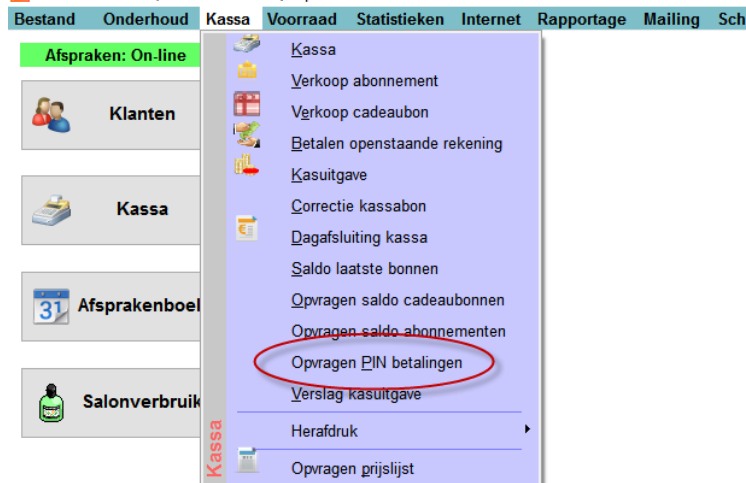 Bestand Onderhoud Kassa Voorraad Statistieken Internet Rapportage Mailing Sch
Afspraken: On-line
Klanten
Kassa
31 Afsprakenboel
Salonverbruik
Kassa
Verkoop abonnement
Verkoop cadeaubon
Betalen openstaande rekening
Kasuitgave
Correctie kassabon
Dagafsluiting kassa
Saldo laatste bonnen
Opvragen saldo cadeaubonnen
Opvragen saldo abonnementen
Opvragen PIN betalingen
Verslag kasuitgave
Herafdruk
Opvragen prijslijst
Kassa